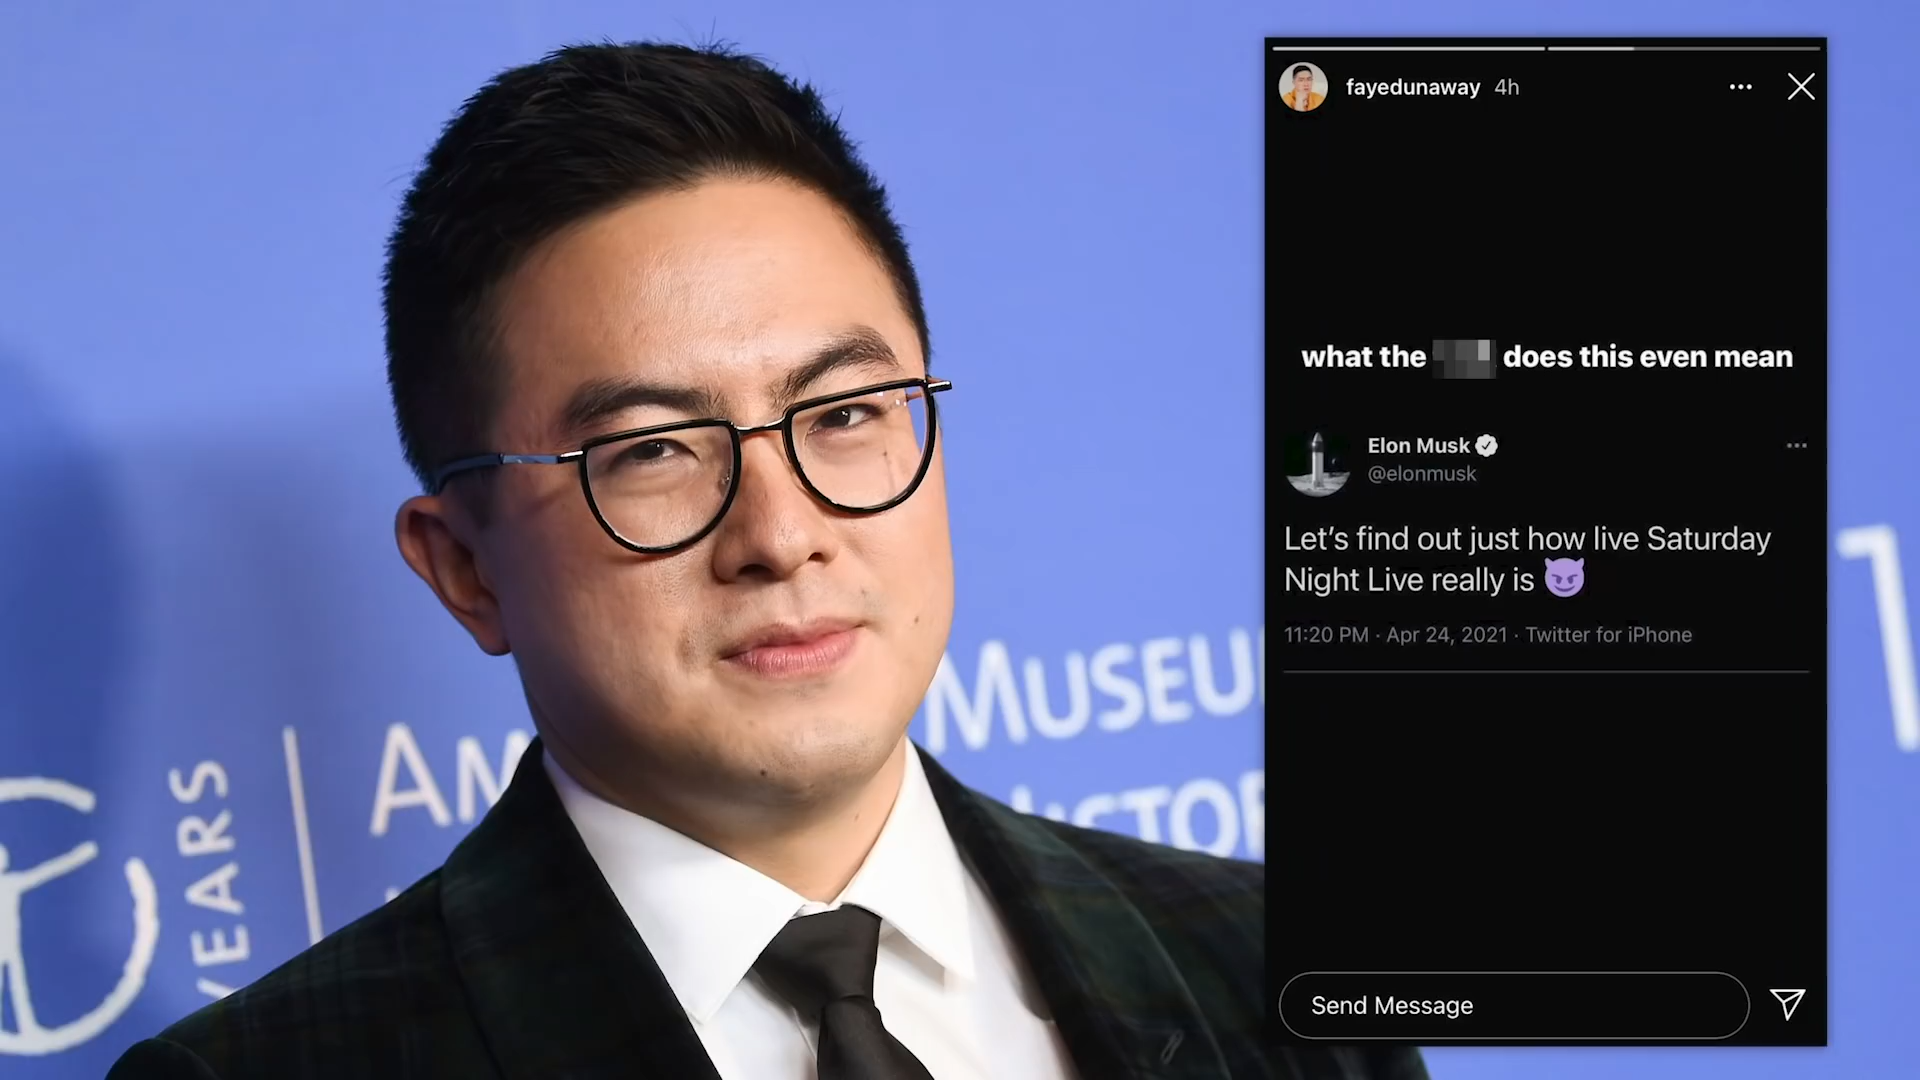 YEARS
AM
MUSEU
fayedunaway 4h
what the does this even mean
Elon Musk
@elonmusk
Let's find out just how live Saturday
Night Live really is 😈
11:20 PM · Apr 24, 2021 · Twitter for iPhone
Send Message